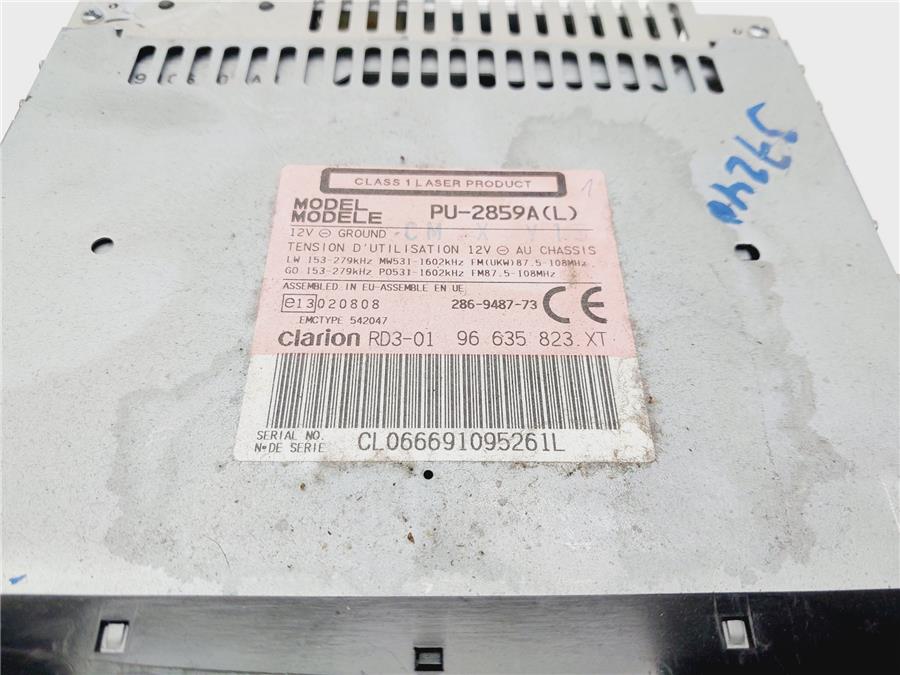 9060A
CLASS 1 LASER PRODUCT
1
MODEL
MODELE
PU-2859A(L)
12V ⊖ GROUND
TENSION D'UTILISATION 12V ⊖ AU CHASSIS
LW 153-279kHz MW531-1602kHz FM(UKW)87.5-108MHz
GO 153-279kHz PO531-1602kHz FM87.5-108MHz
ASSEMBLED IN EU-ASSEMBLE EN UE
e13 020808
286-9487-73 CE
EMCTYPE 542047
clarion RD3-01 96 635 823.XT
SERIAL NO.
N° DE SERIE
CL066691095261L